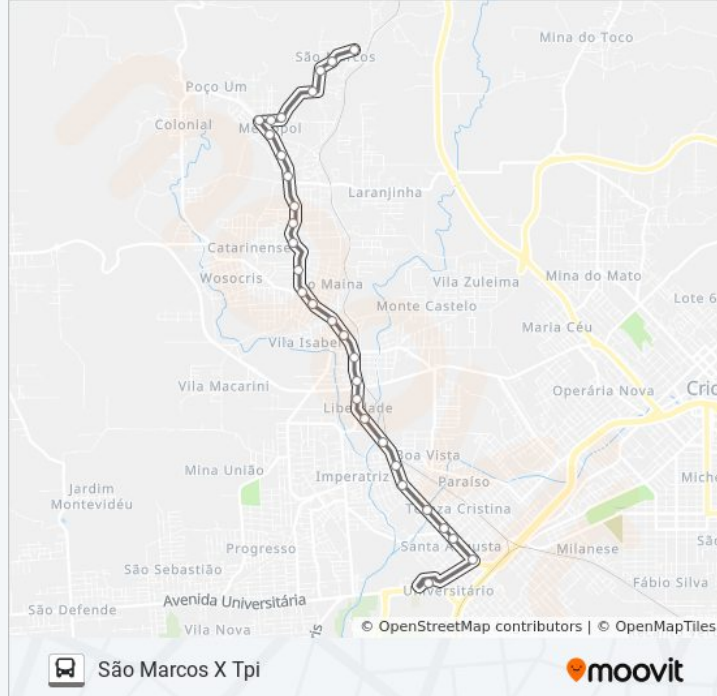 Mina do Toco
São Marcos
Poço Um
Colonial
Metropol
Laranjinha
Catarinense
Wosocris
Vila Zuleima
Mina do Mato
Lote 6
Monte Castelo
Maria Céu
Vila Isabel
Vila Macarini
Operária Nova
Cric
Liberdade
Mina União
Boa Vista
Imperatriz
Paraíso
Miche
Jardim
Montevidéu
Tereza Cristina
Progresso
Santa Augusta
Milanese
São Sebastião
Universitário
Fábio Silva
Avenida Universitária
São Defende
Vila Nova
© OpenStreetMap contributors | © OpenMapTiles
São Marcos X Tpi
moovit